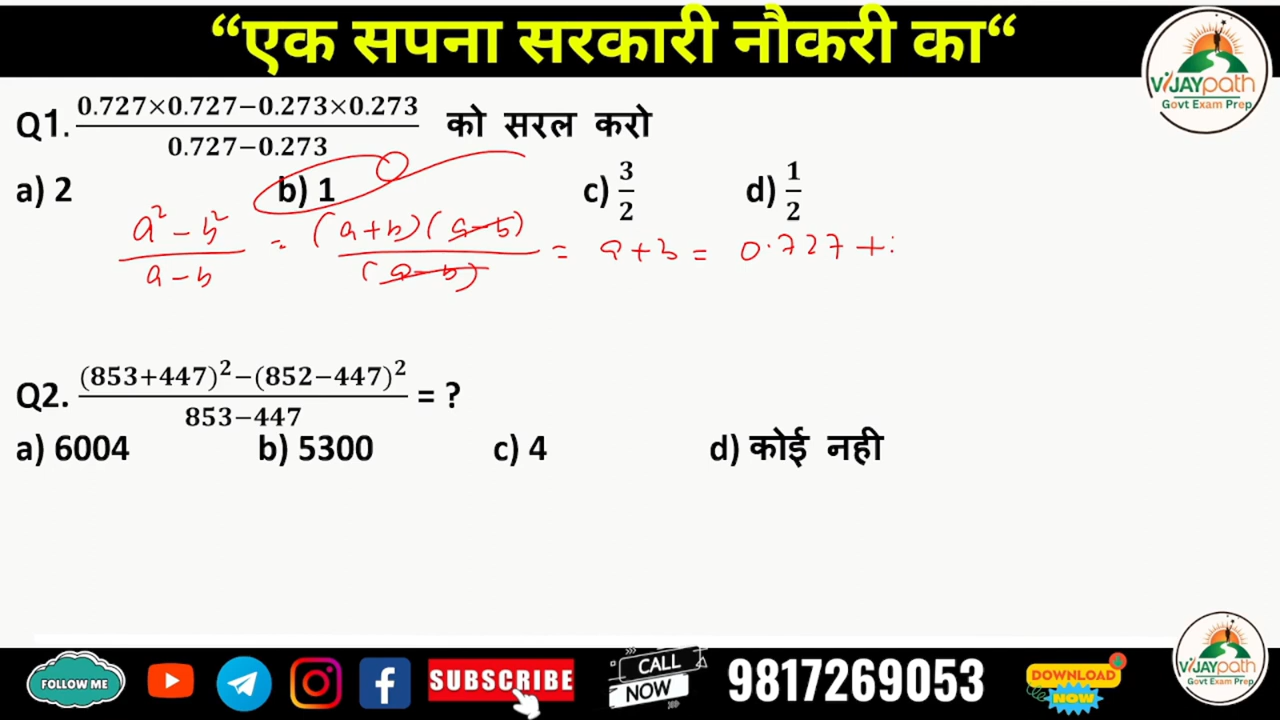 “एक सपना सरकारी नौकरी का“
VIJAYpath
Govt Exam Prep
Q1. (0.727×0.727−0.273×0.273)/(0.727−0.273) को सरल करो
a) 2 b) 1 c) 3/2 d) 1/2
(a² − b²)/(a − b) = (a+b)(a−b)/(a−b) = a+b = 0.727 +
Q2. ((853+447)²−(852−447)²)/(853−447) = ?
a) 6004 b) 5300 c) 4 d) कोई नही
FOLLOW ME SUBSCRIBE CALL NOW 9817269053 DOWNLOAD NOW
VIJAYpath
Govt Exam Prep